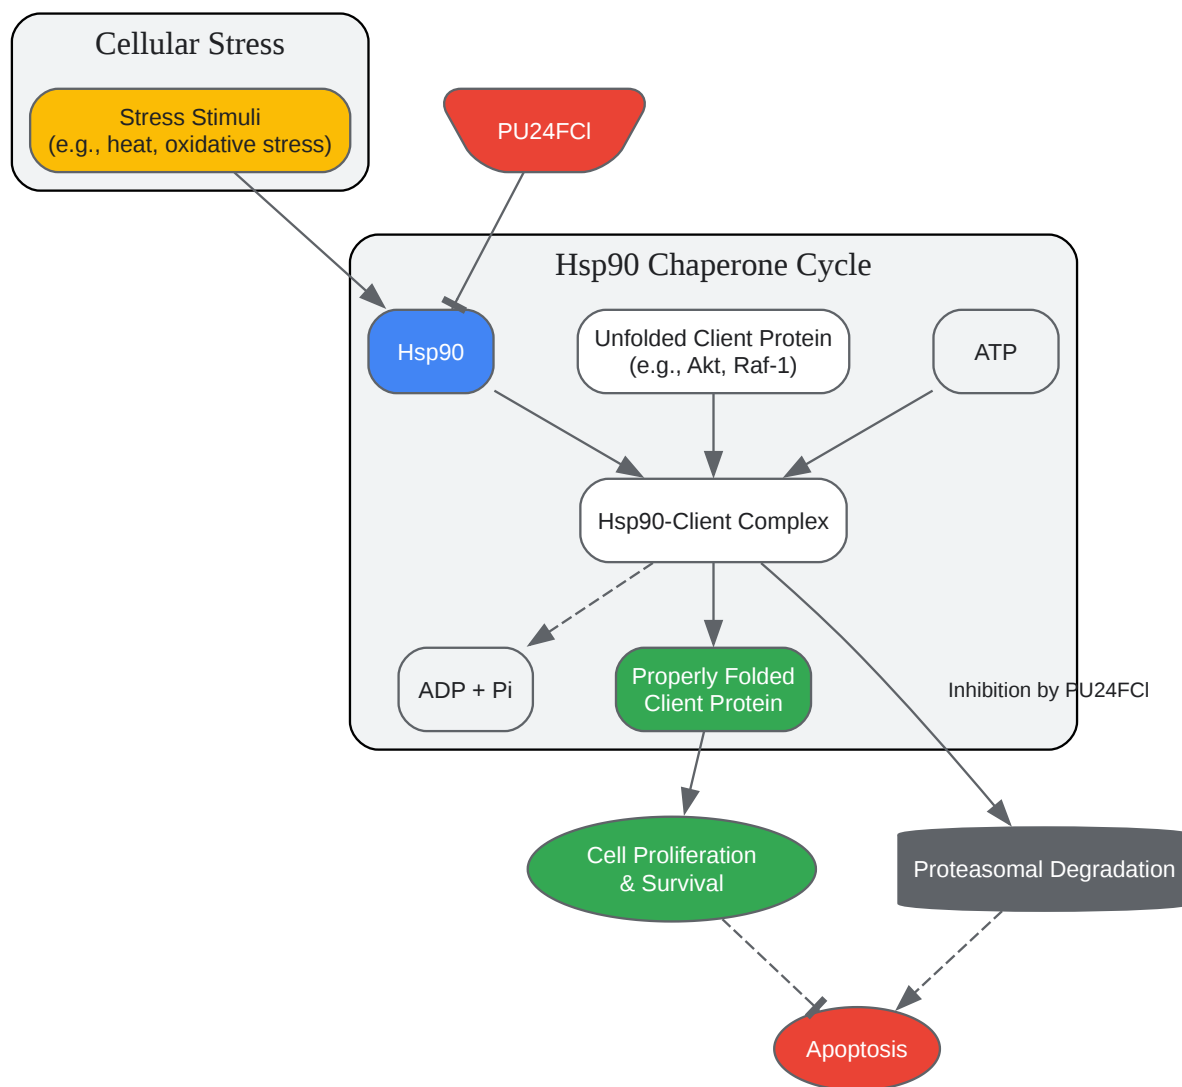 Cellular Stress
Stress Stimuli
(e.g., heat, oxidative stress)
PU24FCl
Hsp90 Chaperone Cycle
Hsp90
Unfolded Client Protein
(e.g., Akt, Raf-1)
ATP
Hsp90-Client Complex
ADP + Pi
Properly Folded
Client Protein
Inhibition by PU24FCl
Cell Proliferation
& Survival
Proteasomal Degradation
Apoptosis